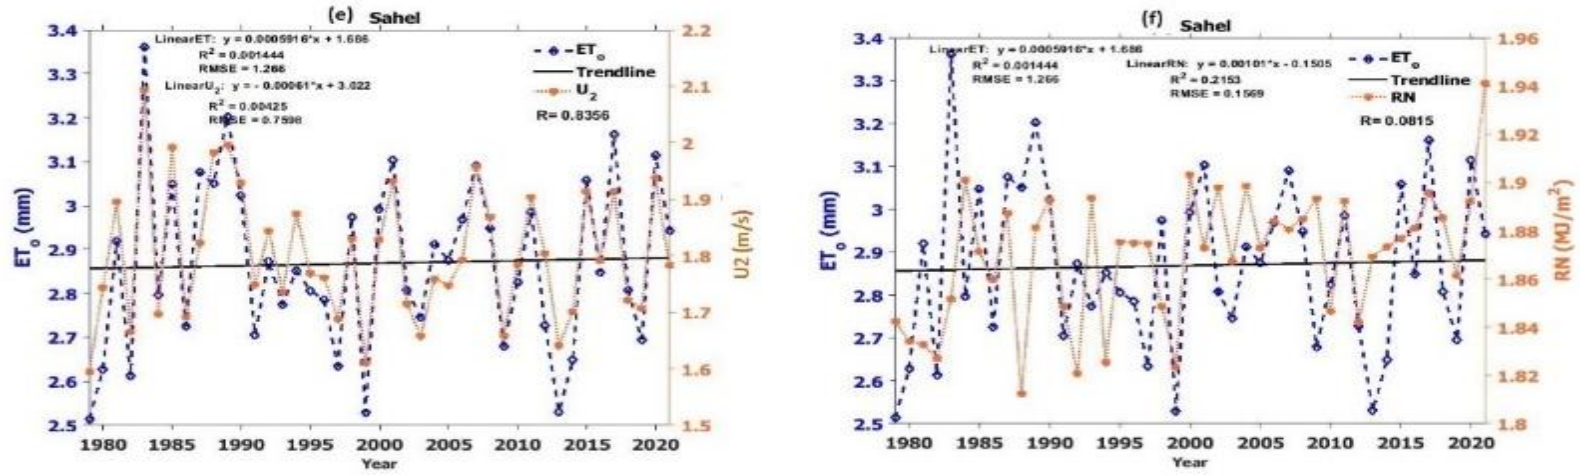 (e) Sahel
LinearET: y = 0.0005916*x + 1.686
R² = 0.001444
RMSE = 1.266
LinearU₂: y = - 0.00061*x + 3.022
R² = 0.00425
RMSE = 0.7598
ETₒ
Trendline
U₂
R= 0.8356
3.4
3.3
3.2
3.1
3
2.9
2.8
2.7
2.6
2.5
ETₒ (mm)
2.2
2.1
2
1.9
1.8
1.7
1.6
1.5
U2 (m/s)
1980 1985 1990 1995 2000 2005 2010 2015 2020
Year
(f) Sahel
LinearET: y = 0.0005916*x + 1.686
R² = 0.001444
RMSE = 1.266
LinearRN: y = 0.00101*x - 0.1505
R² = 0.2153
RMSE = 0.1569
ETₒ
Trendline
RN
R= 0.0815
3.4
3.3
3.2
3.1
3
2.9
2.8
2.7
2.6
2.5
ETₒ (mm)
1.96
1.94
1.92
1.9
1.88
1.86
1.84
1.82
1.8
RN (MJ/m²)
1980 1985 1990 1995 2000 2005 2010 2015 2020
Year